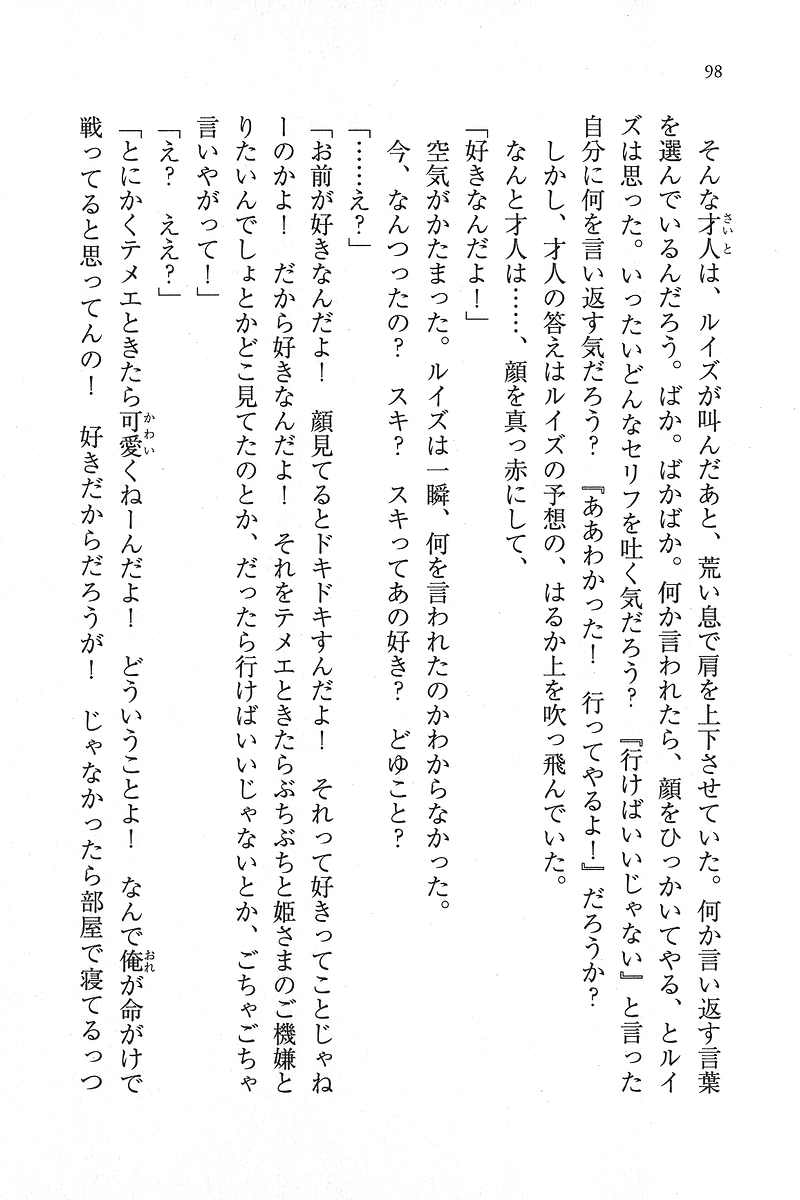 98
そんな才人は、ルイズが叫んだあと、荒い息で肩を上下させていた。何か言い返す言葉
さいと
を選んでいるんだろう。ばか。ばかばか。何か言われたら、顔をひっかいてやる、とルイ
ズは思った。いったいどんなセリフを吐く気だろう？　『行けばいいじゃない』と言った
自分に何を言い返す気だろう？　『ああわかった！　行ってやるよ！』だろうか？
しかし、才人の答えはルイズの予想の、はるか上を吹っ飛んでいた。
なんと才人は……、顔を真っ赤にして、
「好きなんだよ！」
空気がかたまった。ルイズは一瞬、何を言われたのかわからなかった。
今、なんつったの？　スキ？　スキってあの好き？　どゆこと？
「……え？」
「お前が好きなんだよ！　顔見てるとドキドキすんだよ！　それって好きってことじゃね
ーのかよ！　だから好きなんだよ！　それをテメエときたらぶちぶちと姫さまのご機嫌と
りたいんでしょとかどこ見てたのとか、だったら行けばいいじゃないとか、ごちゃごちゃ
言いやがって！」
「え？　ええ？」
「とにかくテメエときたら可愛くねーんだよ！　どういうことよ！　なんで俺が命がけで
かわい
おれ
戦ってると思ってんの！　好きだからだろうが！　じゃなかったら部屋で寝てるっつ